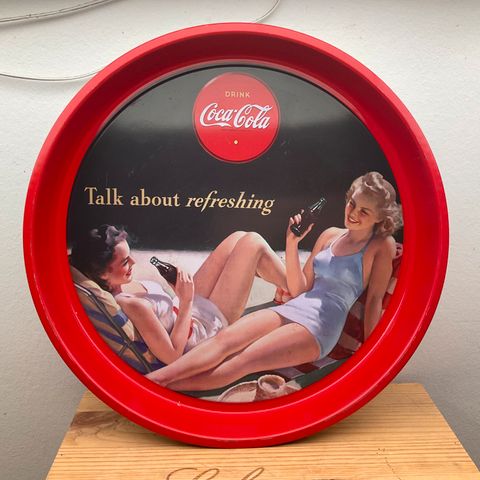 DRINK
Coca-Cola
Talk about refreshing